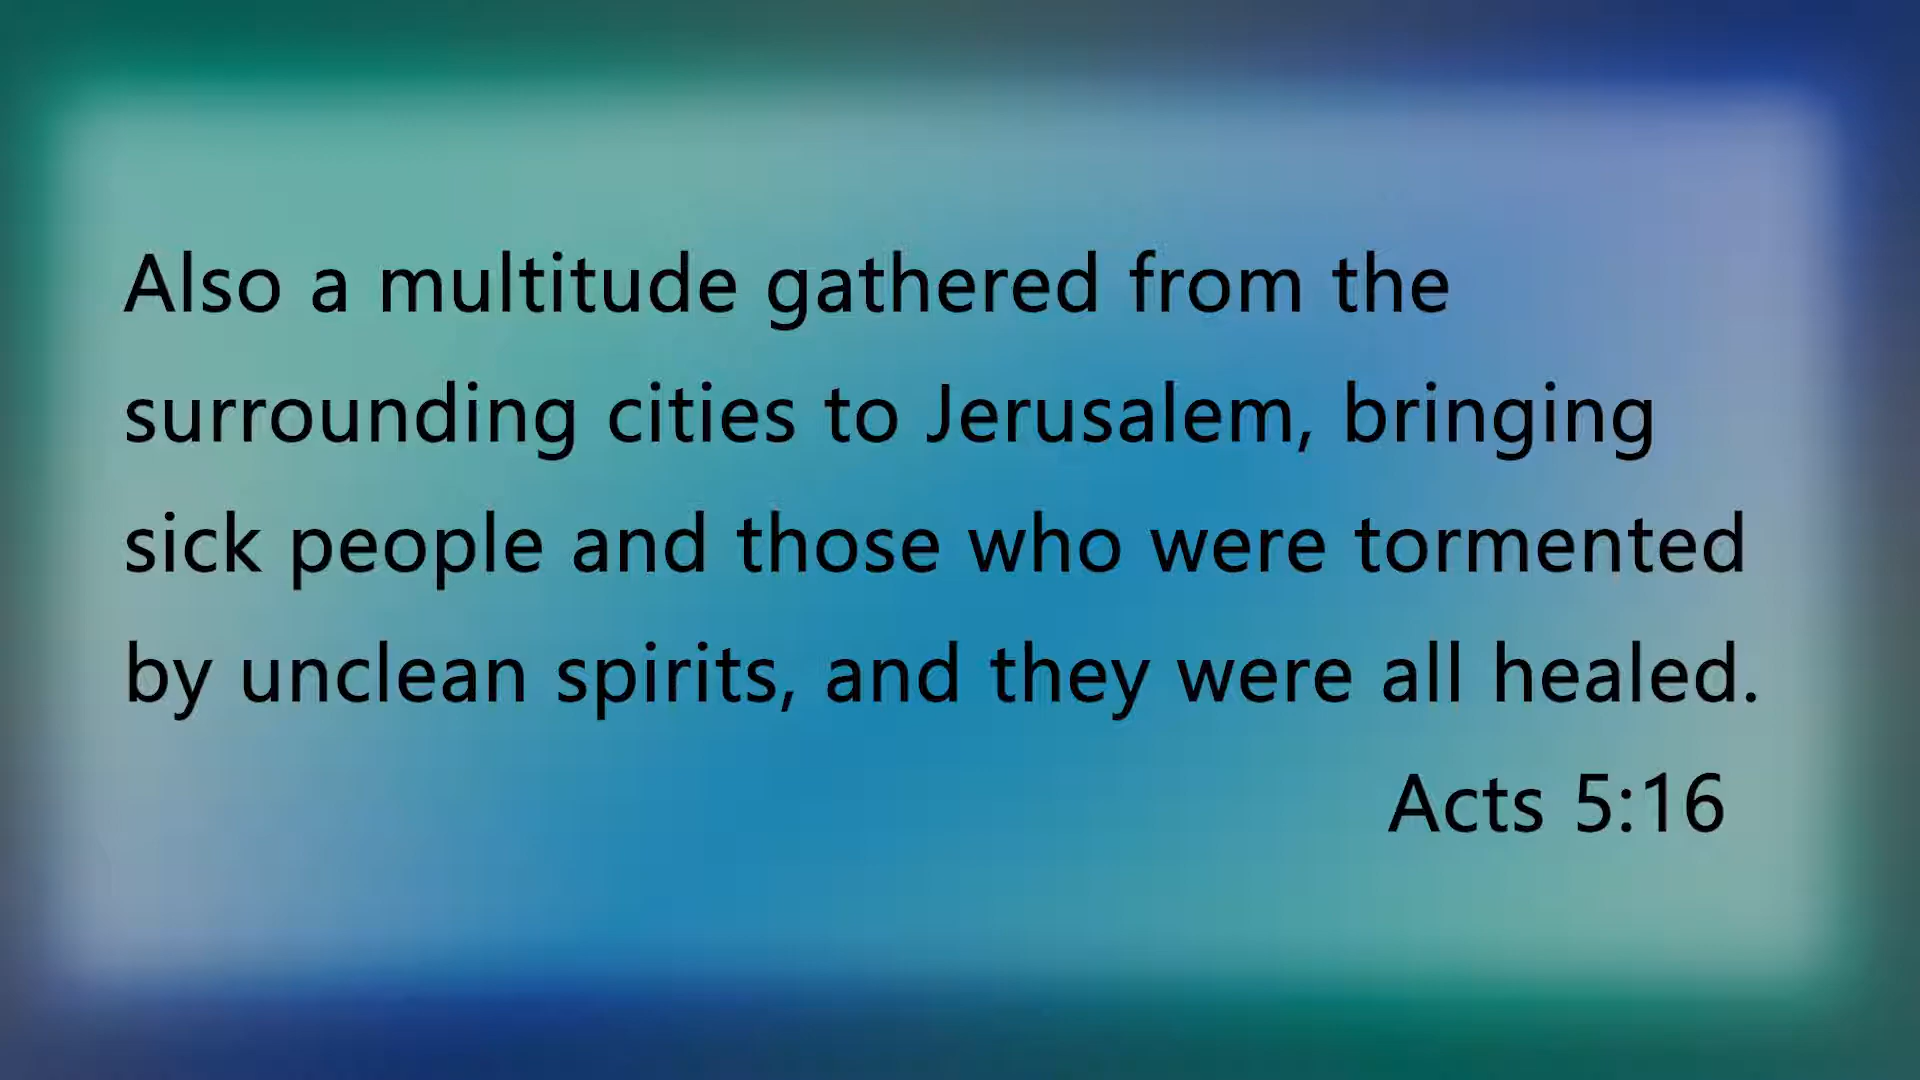 Also a multitude gathered from the
surrounding cities to Jerusalem, bringing
sick people and those who were tormented
by unclean spirits, and they were all healed.
Acts 5:16